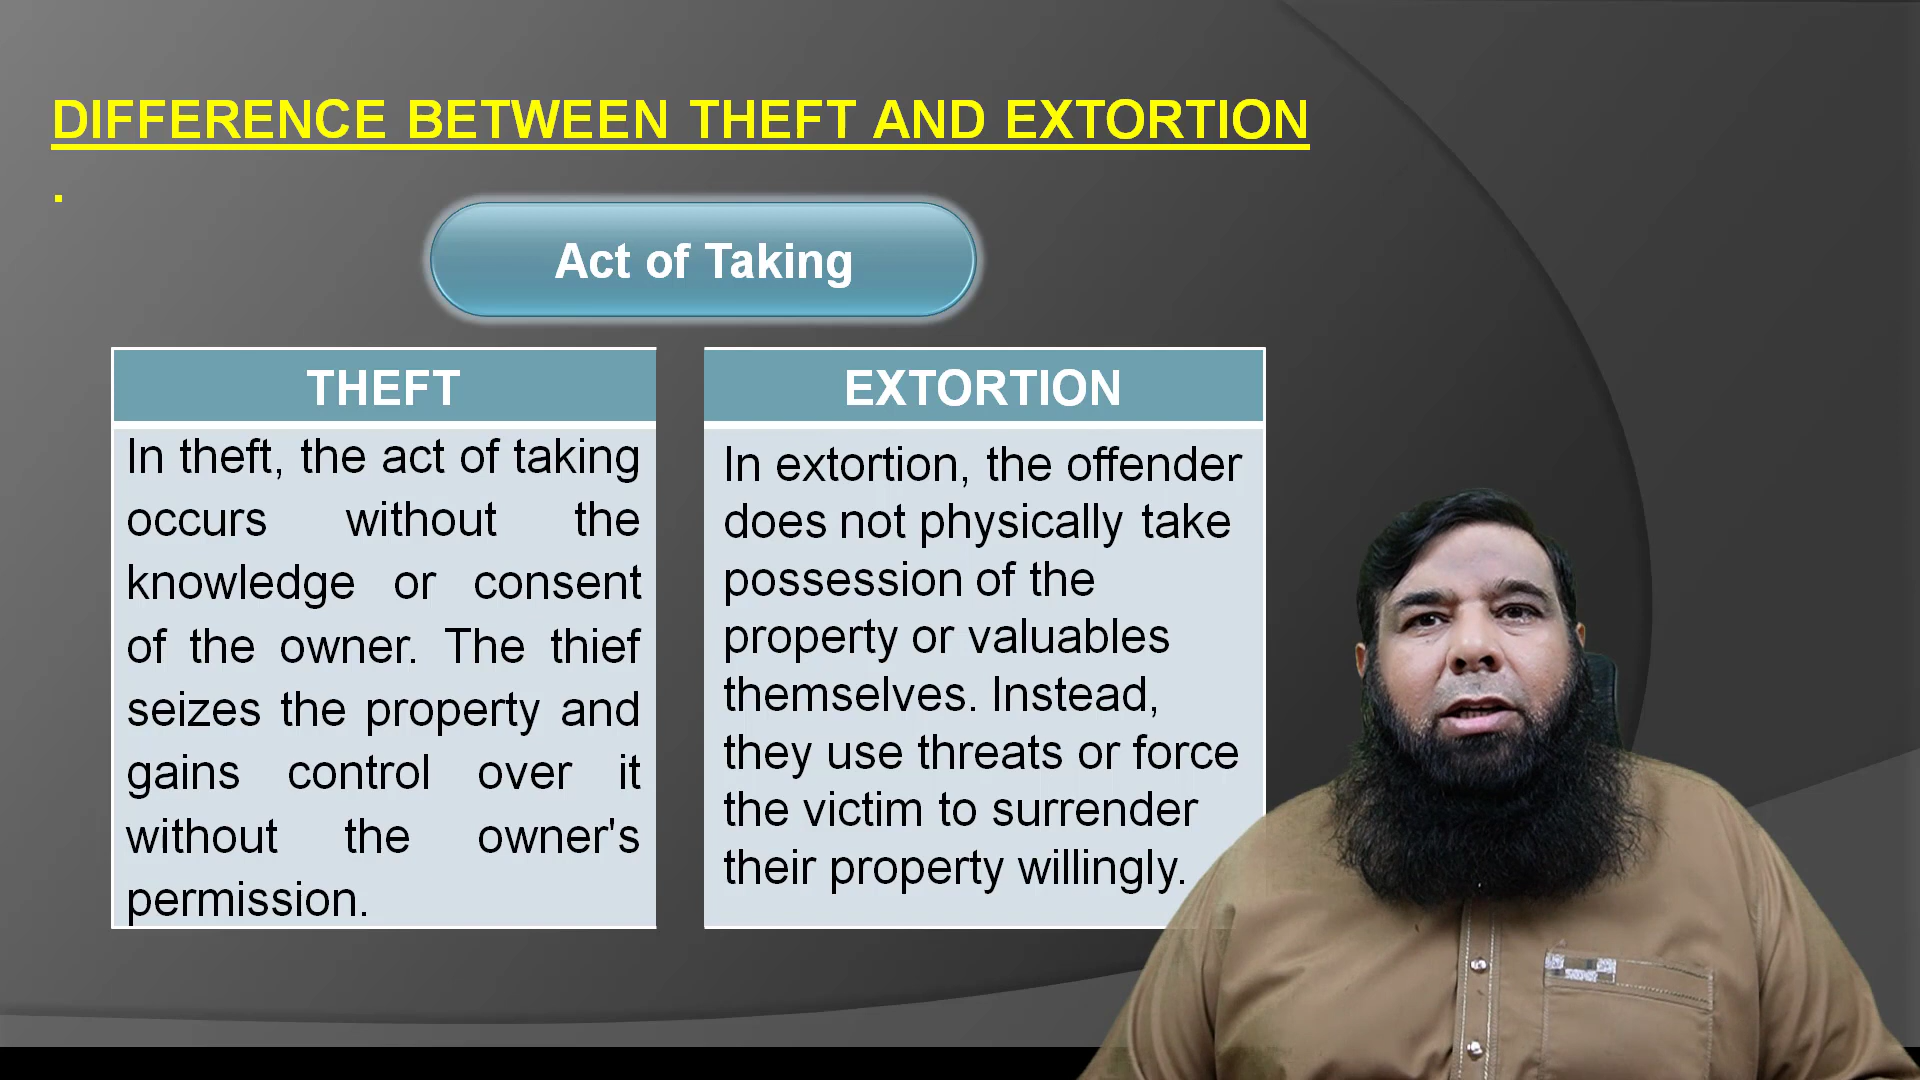 DIFFERENCE BETWEEN THEFT AND EXTORTION
.
Act of Taking
THEFT
In theft, the act of taking
occurs without the
knowledge or consent
of the owner. The thief
seizes the property and
gains control over it
without the owner's
permission.
EXTORTION
In extortion, the offender
does not physically take
possession of the
property or valuables
themselves. Instead,
they use threats or force
the victim to surrender
their property willingly.